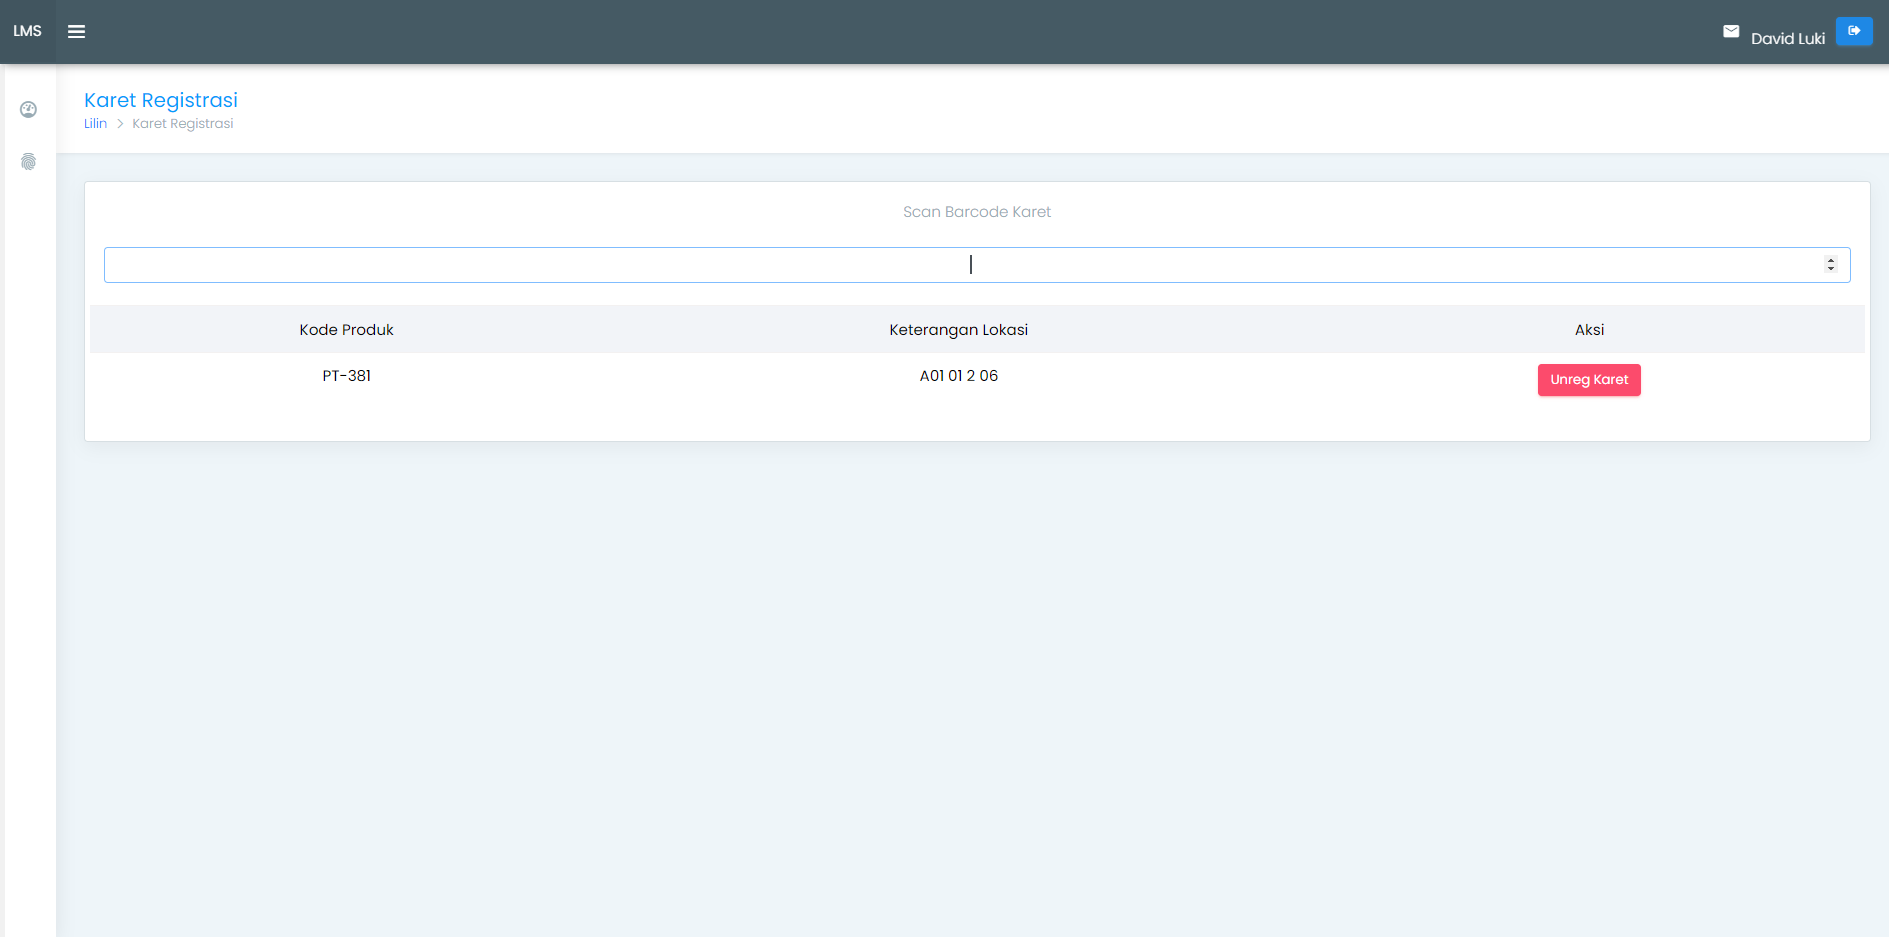 LMS
David Luki
Karet Registrasi
Lilin > Karet Registrasi
Scan Barcode Karet
Kode Produk Keterangan Lokasi Aksi
PT-381 A01 01 2 06 Unreg Karet